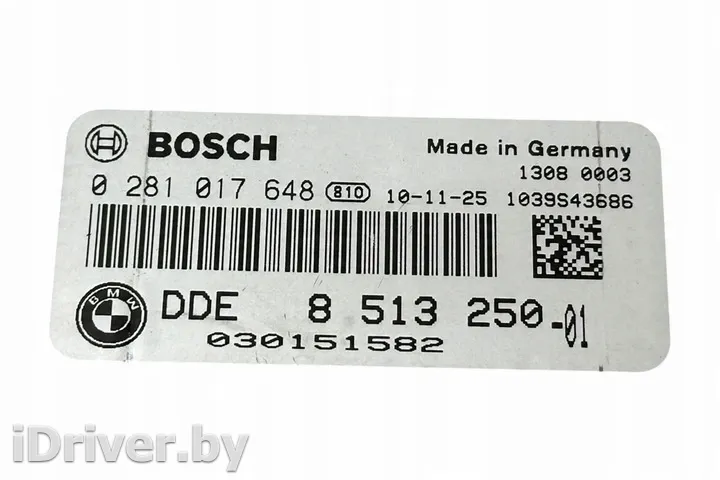 BOSCH
Made in Germany
1308 0003
0 281 017 648 810 10-11-25 1039S43686
BMW
DDE 8 513 250-01
030151582
iDriver.by